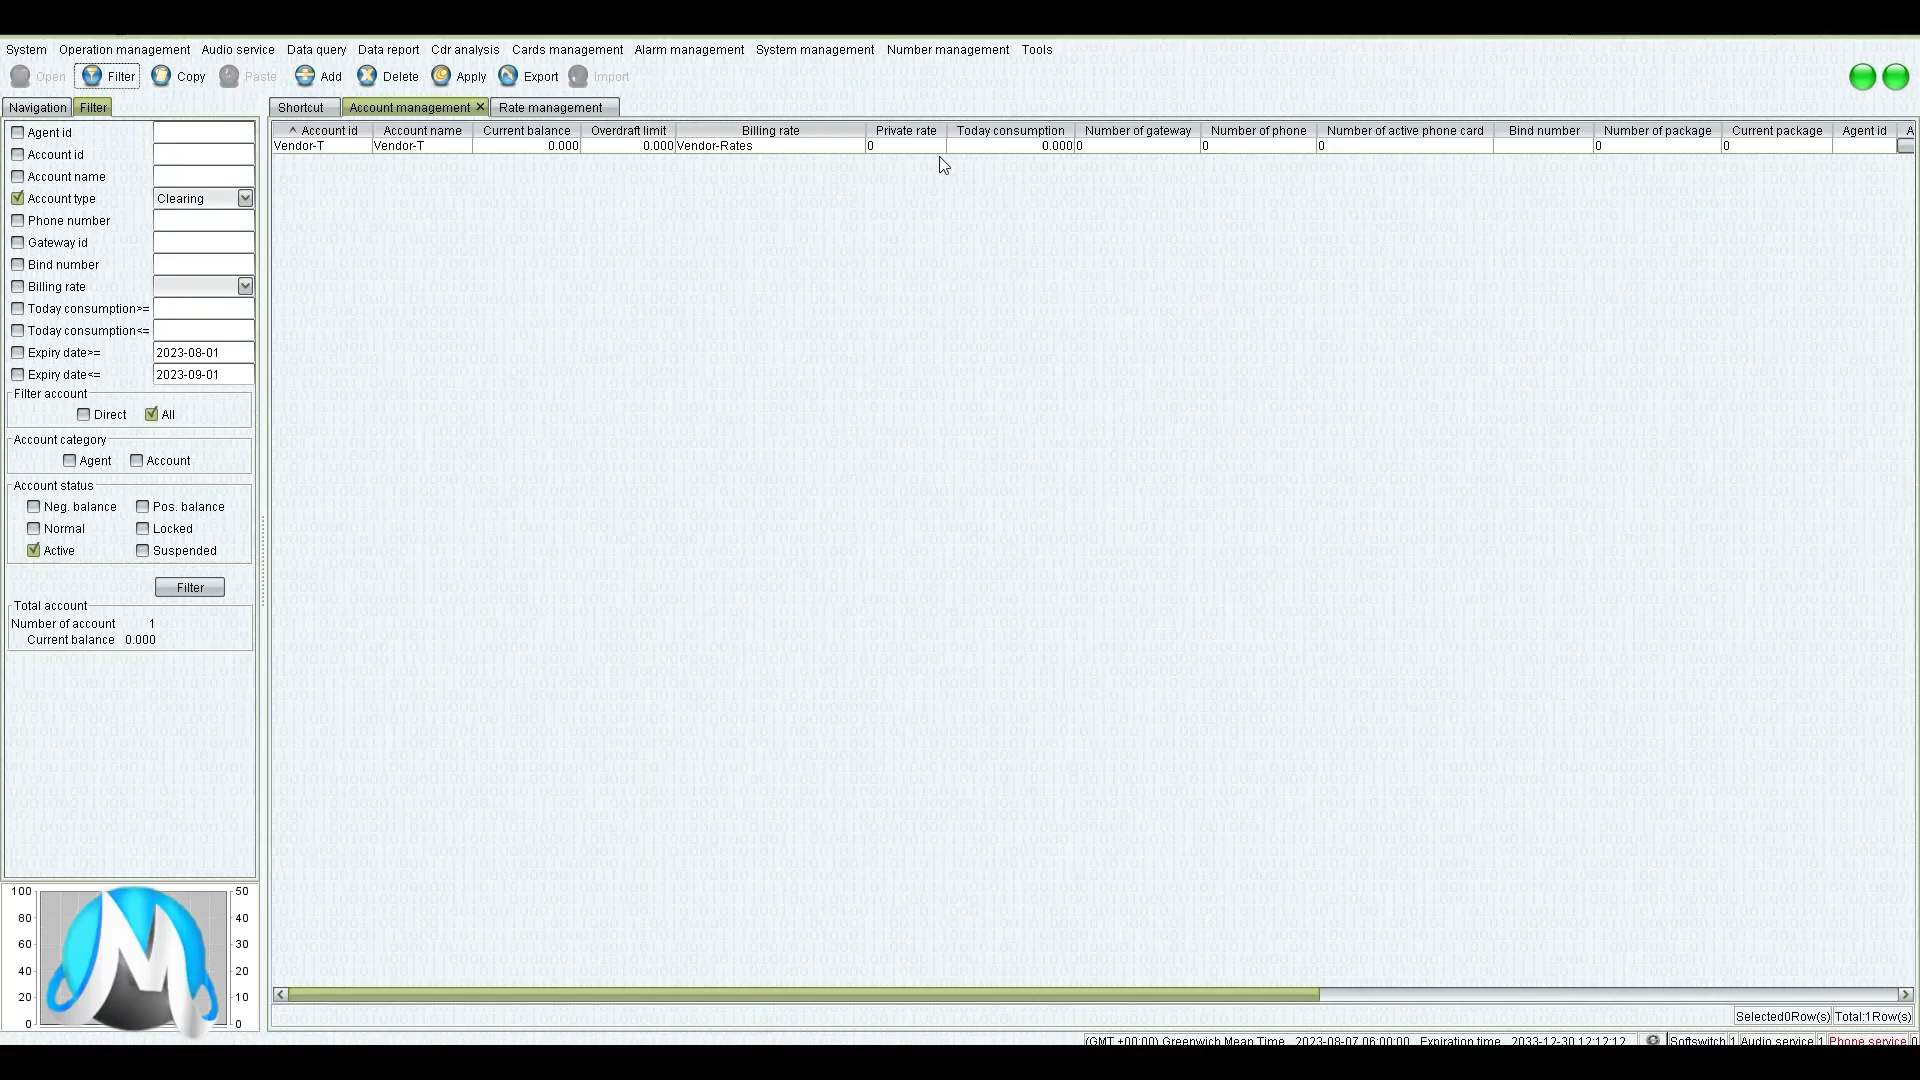 System Operation management Audio service Data query Data report Cdr analysis Cards management Alarm management System management Number management Tools
Open Filter Copy Paste Add Delete Apply Export Import
Navigation Filter Shortcut Account management Rate management
Account id Account name Current balance Overdraft limit Billing rate Private rate Today consumption Number of gateway Number of phone Number of active phone card Bind number Number of package Current package Agent id A
Vendor-T Vendor-T 0.000 0.000 Vendor-Rates 0 0.000 0 0 0 0 0
Agent id
Account id
Account name
Account type Clearing
Phone number
Gateway id
Bind number
Billing rate
Today consumption>=
Today consumption<=
Expiry date>= 2023-08-01
Expiry date<= 2023-09-01
Filter account
Direct All
Account category
Agent Account
Account status
Neg. balance Pos. balance
Normal Locked
Active Suspended
Filter
Total account
Number of account 1
Current balance 0.000
100 50
80 40
60 30
40 20
20 10
0 0
M
Selected0Row(s) Total:1Row(s)
(GMT +00:00) Greenwich Mean Time 2023-08-07 06:00:00 Expiration time 2033-12-30 12:12:12 Softswitch 1 Audio service 1 Phone service 0